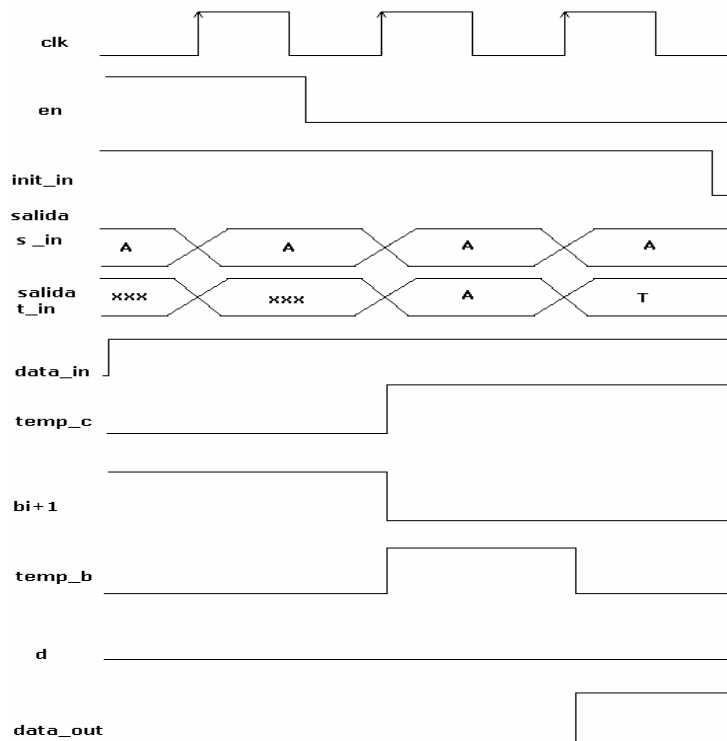 clk
en
init_in
salida
s _in
A A A A
salida
t_in
xxx xxx A T
data_in
temp_c
bi+1
temp_b
d
data_out